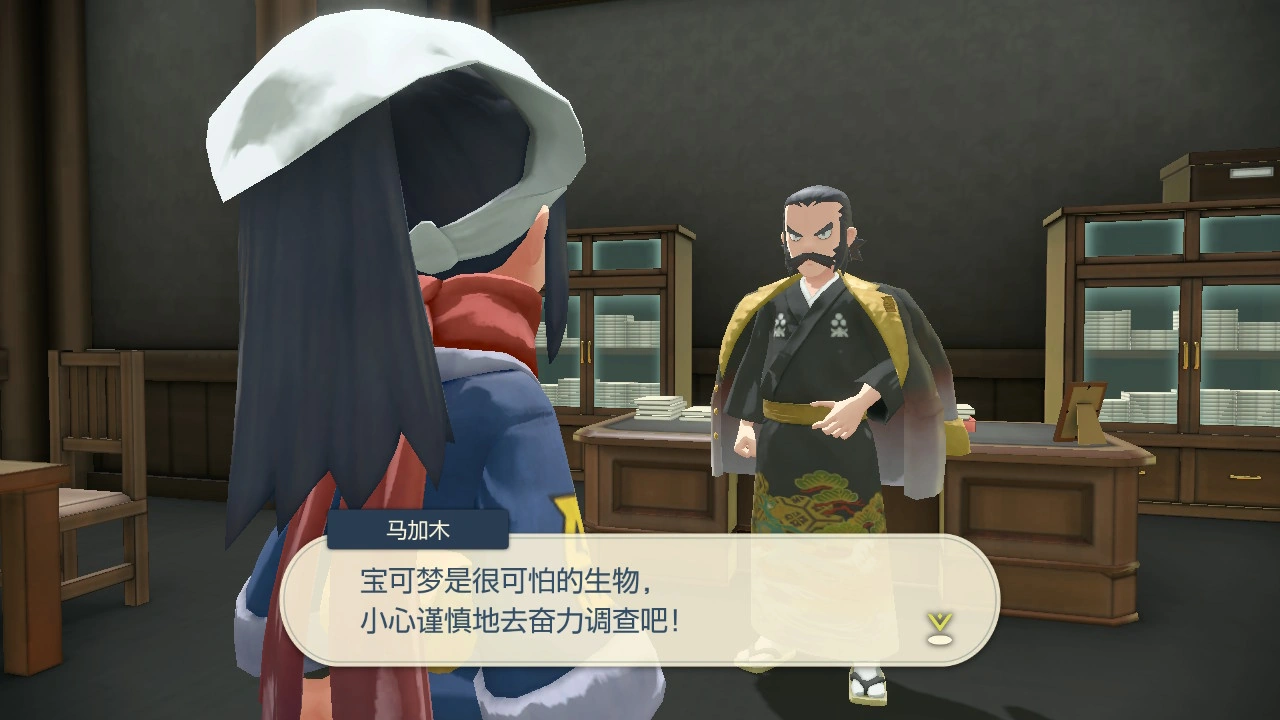 马加木
宝可梦是很可怕的生物，
小心谨慎地去奋力调查吧！